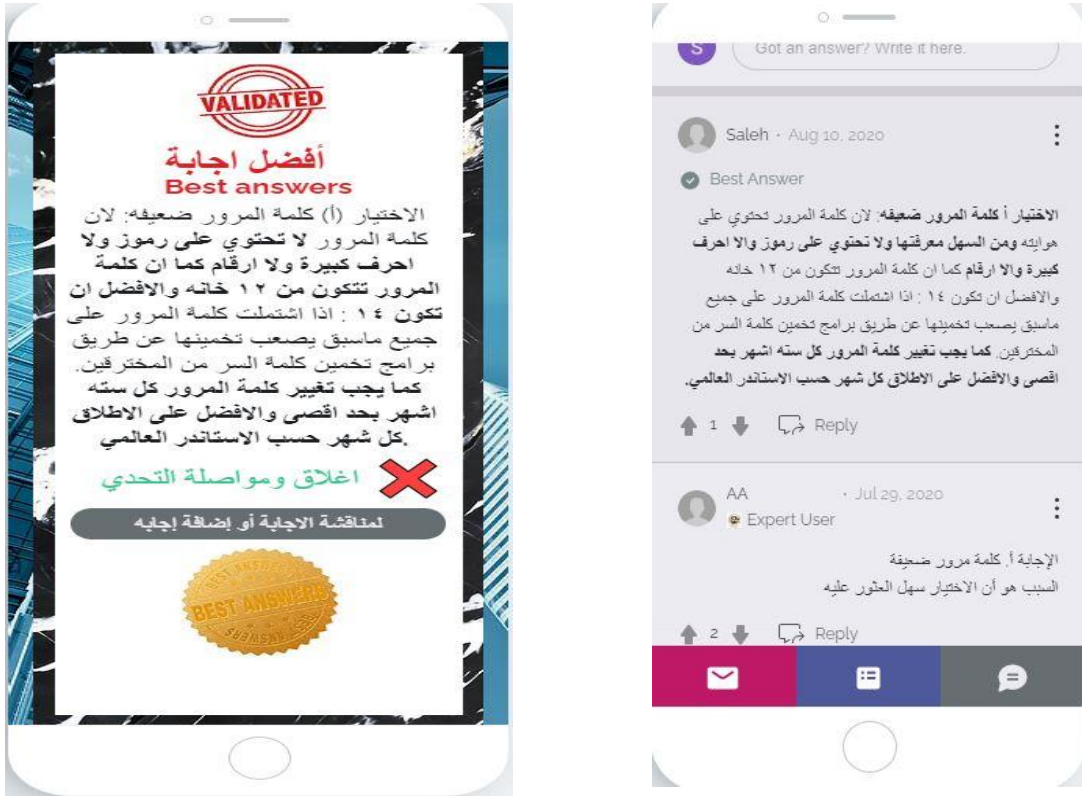 VALIDATED
أفضل اجابة
Best answers
الاختيار (أ) كلمة المرور ضعيفه: لان
كلمة المرور لا تحتوي على رموز ولا
احرف كبيرة ولا ارقام كما ان كلمة
المرور تتكون من ١٢ خانه والافضل ان
تكون ١٤ : اذا اشتملت كلمة المرور على
جميع ماسبق يصعب تخمينها عن طريق
برامج تخمين كلمة السر من المخترقين.
كما يجب تغيير كلمة المرور كل سته
اشهر بحد اقصى والافضل على الاطلاق
كل شهر حسب الاستاندر العالمي.
اغلاق ومواصلة التحدي
لمناقشة الاجابة أو إضافة إجابه
BEST ANSWERS
S
Got an answer? Write it here.
Saleh · Aug 10, 2020
Best Answer
الاختيار أ كلمة المرور ضعيفه: لان كلمة المرور تحتوي على
هوايته ومن السهل معرفتها ولا تحتوي على رموز والا احرف
كبيرة والا ارقام كما ان كلمة المرور تتكون من ١٢ خانه
والافضل ان تكون ١٤ : اذا اشتملت كلمة المرور على جميع
ماسبق يصعب تخمينها عن طريق برامج تخمين كلمة السر من
المخترقين. كما يجب تغيير كلمة المرور كل سته اشهر بحد
اقصى والافضل على الاطلاق كل شهر حسب الاستاندر العالمي.
1 Reply
AA · Jul 29, 2020
Expert User
الإجابة أ. كلمة مرور ضعيفة
السبب هو أن الاختيار سهل العثور عليه
2 Reply